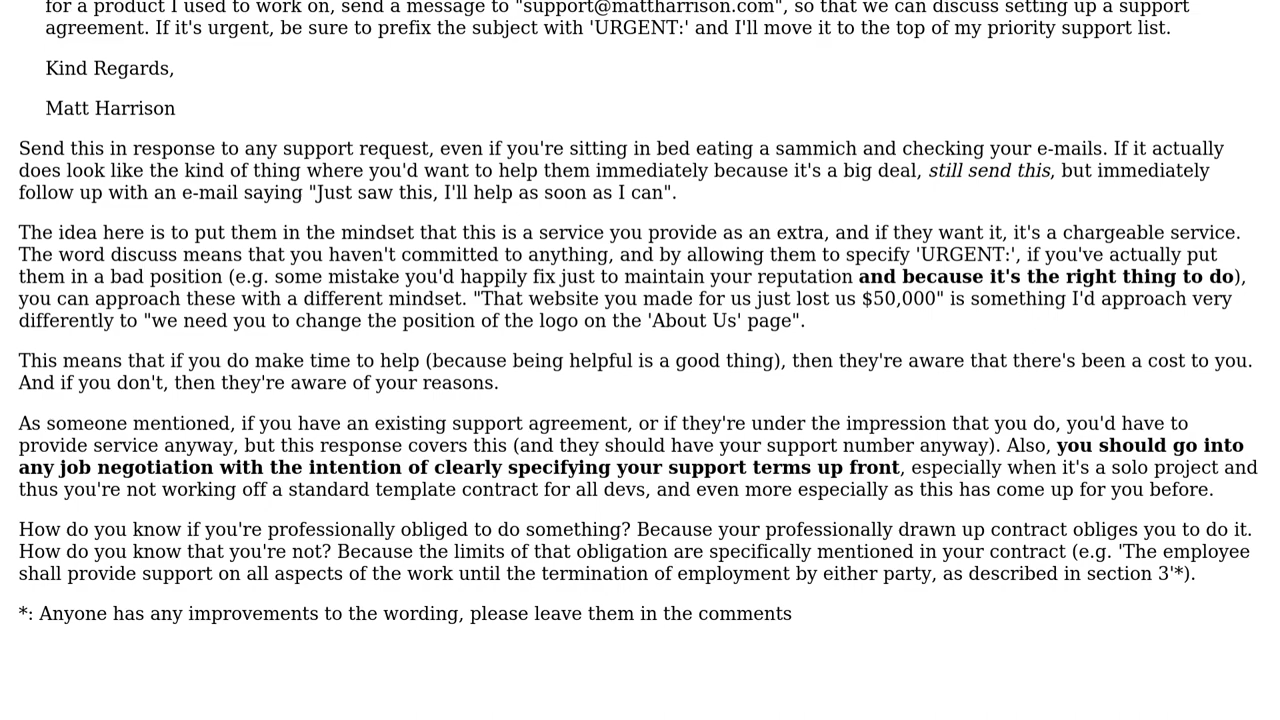 for a product I used to work on, send a message to "support@mattharrison.com", so that we can discuss setting up a support
agreement. If it's urgent, be sure to prefix the subject with 'URGENT:' and I'll move it to the top of my priority support list.
Kind Regards,
Matt Harrison
Send this in response to any support request, even if you're sitting in bed eating a sammich and checking your e-mails. If it actually
does look like the kind of thing where you'd want to help them immediately because it's a big deal, still send this, but immediately
follow up with an e-mail saying "Just saw this, I'll help as soon as I can".
The idea here is to put them in the mindset that this is a service you provide as an extra, and if they want it, it's a chargeable service.
The word discuss means that you haven't committed to anything, and by allowing them to specify 'URGENT:', if you've actually put
them in a bad position (e.g. some mistake you'd happily fix just to maintain your reputation and because it's the right thing to do),
you can approach these with a different mindset. "That website you made for us just lost us $50,000" is something I'd approach very
differently to "we need you to change the position of the logo on the 'About Us' page".
This means that if you do make time to help (because being helpful is a good thing), then they're aware that there's been a cost to you.
And if you don't, then they're aware of your reasons.
As someone mentioned, if you have an existing support agreement, or if they're under the impression that you do, you'd have to
provide service anyway, but this response covers this (and they should have your support number anyway). Also, you should go into
any job negotiation with the intention of clearly specifying your support terms up front, especially when it's a solo project and
thus you're not working off a standard template contract for all devs, and even more especially as this has come up for you before.
How do you know if you're professionally obliged to do something? Because your professionally drawn up contract obliges you to do it.
How do you know that you're not? Because the limits of that obligation are specifically mentioned in your contract (e.g. 'The employee
shall provide support on all aspects of the work until the termination of employment by either party, as described in section 3'*).
*: Anyone has any improvements to the wording, please leave them in the comments